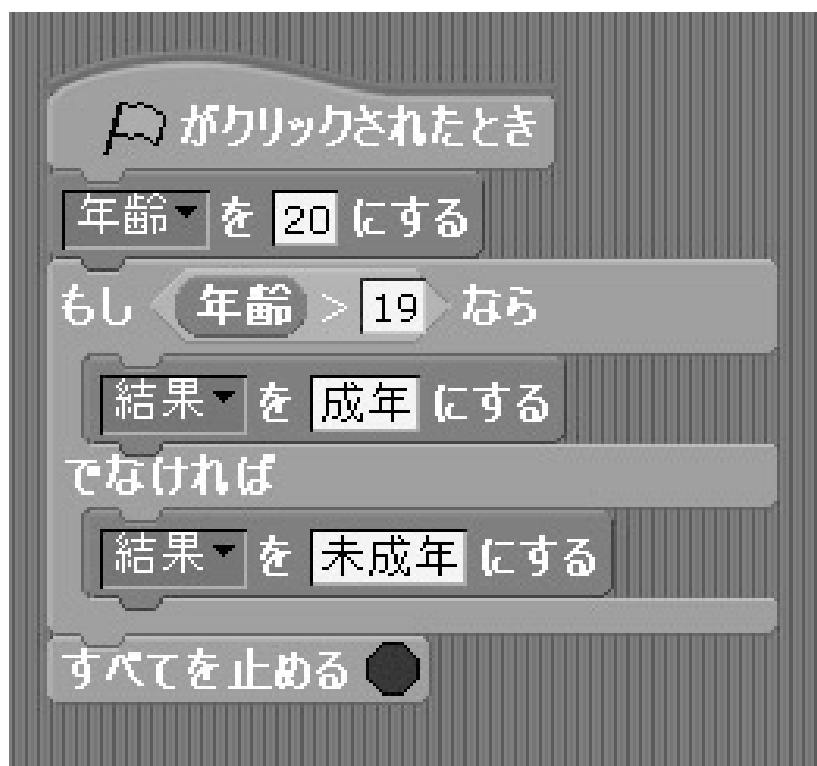 がクリックされたとき
年齢 を 20 にする
もし 年齢 > 19 なら
結果 を 成年 にする
でなければ
結果 を 未成年 にする
すべてを止める